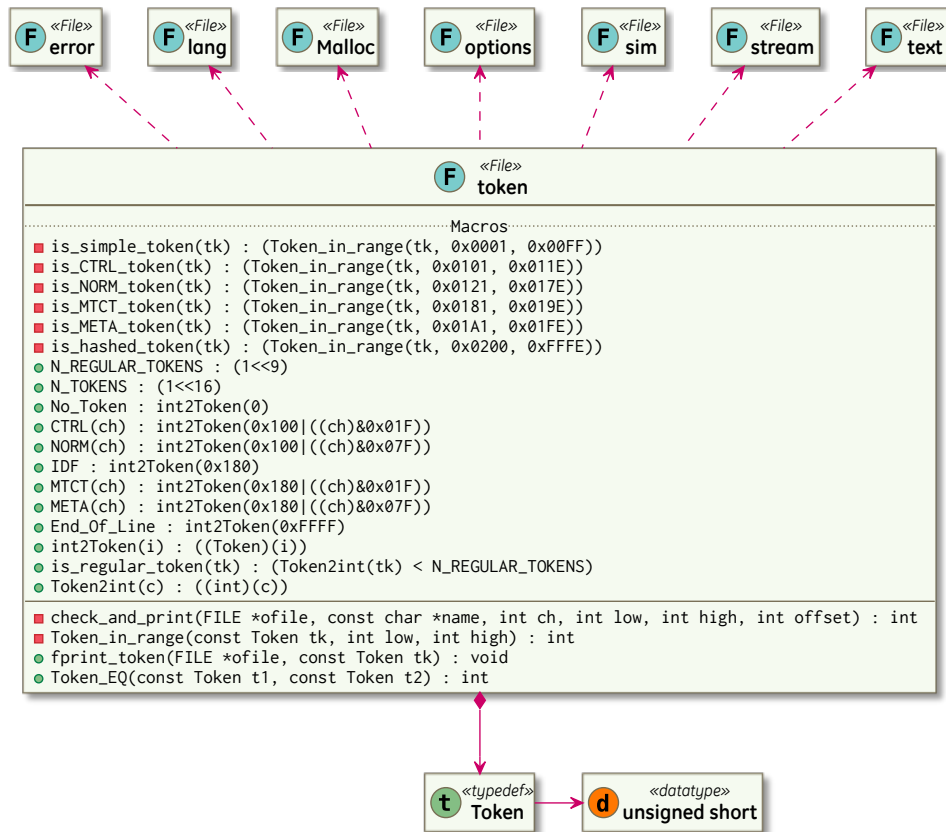 F «File» error
F «File» lang
F «File» Malloc
F «File» options
F «File» sim
F «File» stream
F «File» text
F «File» token
Macros
is_simple_token(tk) : (Token_in_range(tk, 0x0001, 0x00FF))
is_CTRL_token(tk) : (Token_in_range(tk, 0x0101, 0x011E))
is_NORM_token(tk) : (Token_in_range(tk, 0x0121, 0x017E))
is_MTCT_token(tk) : (Token_in_range(tk, 0x0181, 0x019E))
is_META_token(tk) : (Token_in_range(tk, 0x01A1, 0x01FE))
is_hashed_token(tk) : (Token_in_range(tk, 0x0200, 0xFFFE))
N_REGULAR_TOKENS : (1<<9)
N_TOKENS : (1<<16)
No_Token : int2Token(0)
CTRL(ch) : int2Token(0x100|((ch)&0x01F))
NORM(ch) : int2Token(0x100|((ch)&0x07F))
IDF : int2Token(0x180)
MTCT(ch) : int2Token(0x180|((ch)&0x01F))
META(ch) : int2Token(0x180|((ch)&0x07F))
End_Of_Line : int2Token(0xFFFF)
int2Token(i) : ((Token)(i))
is_regular_token(tk) : (Token2int(tk) < N_REGULAR_TOKENS)
Token2int(c) : ((int)(c))
check_and_print(FILE *ofile, const char *name, int ch, int low, int high, int offset) : int
Token_in_range(const Token tk, int low, int high) : int
fprint_token(FILE *ofile, const Token tk) : void
Token_EQ(const Token t1, const Token t2) : int
t «typedef» Token
d «datatype» unsigned short